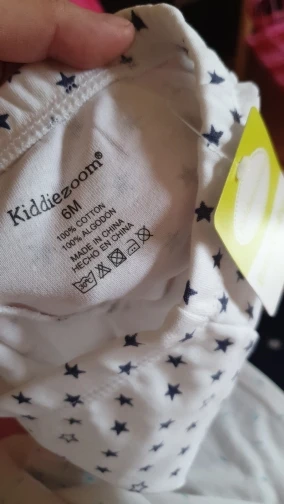 Kiddiezoom®
6M
100% COTTON
100% ALGODON
MADE IN CHINA
HECHO EN CHINA